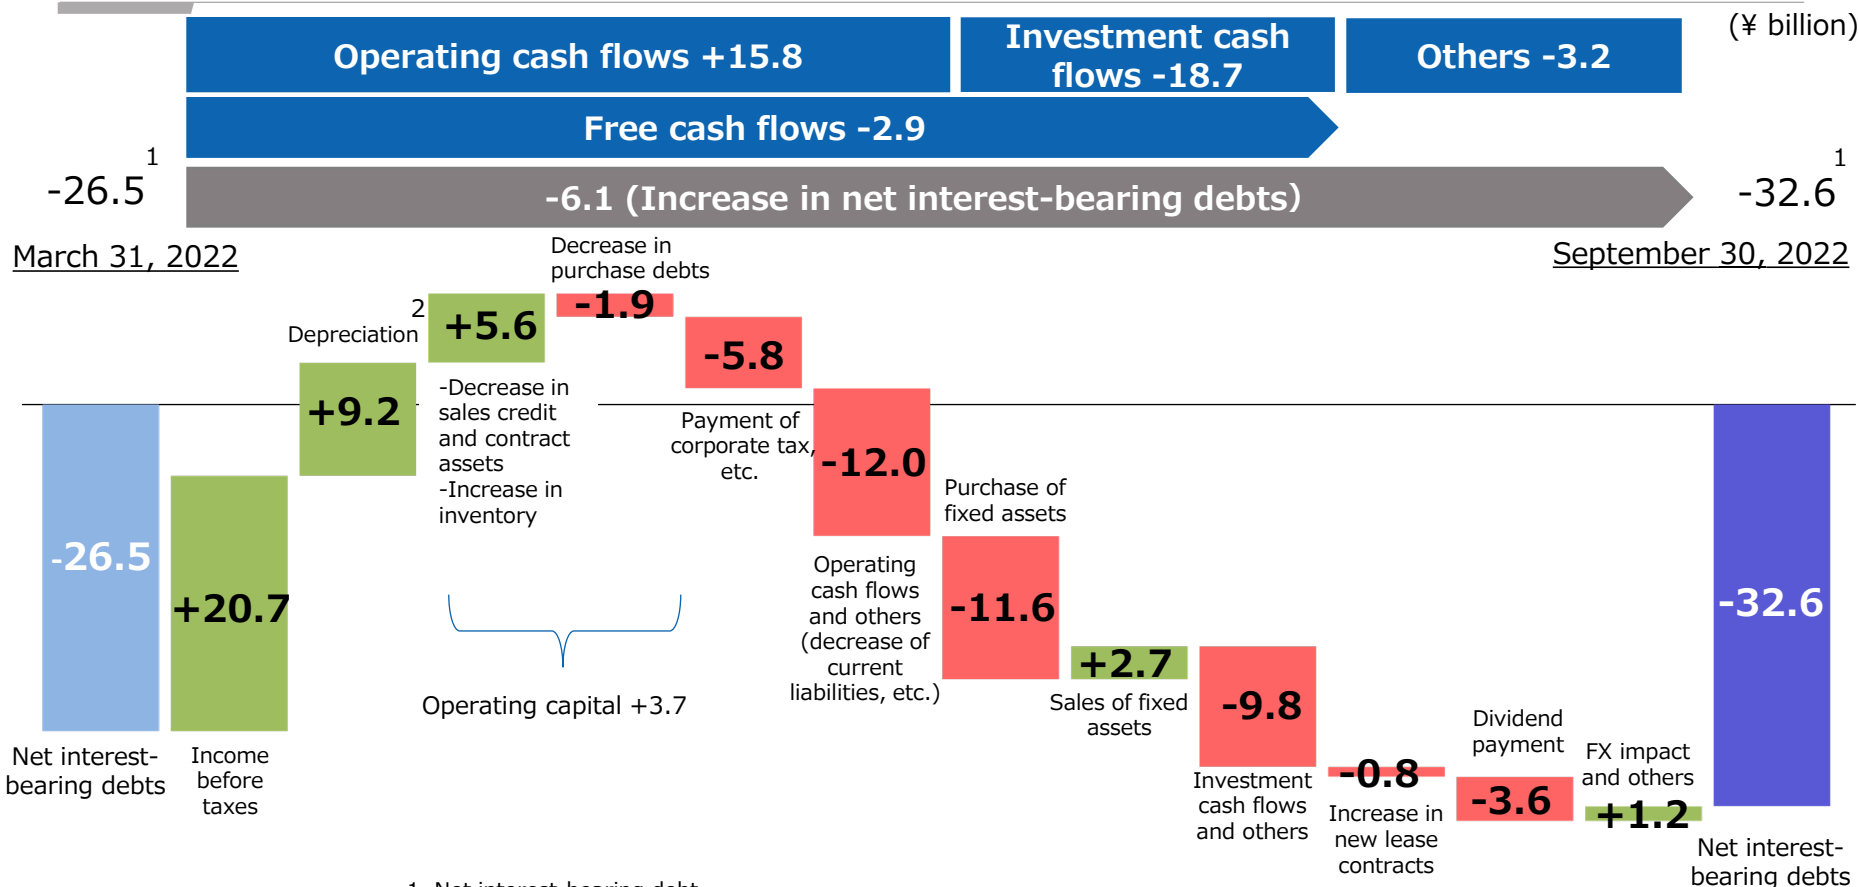 (¥ billion)
Operating cash flows +15.8
Investment cash
flows -18.7
Others -3.2
Free cash flows -2.9
-26.5 1
-6.1 (Increase in net interest-bearing debts)
-32.6 1
March 31, 2022
September 30, 2022
Decrease in
purchase debts
-1.9
Depreciation 2
+5.6
-5.8
+9.2
-Decrease in
sales credit
and contract
assets
-Increase in
inventory
Payment of
corporate tax,
etc.
-12.0
Purchase of
fixed assets
-26.5
+20.7
Operating
cash flows
and others
(decrease of
current
liabilities, etc.)
-11.6
-32.6
Operating capital +3.7
+2.7
Sales of fixed
assets
-9.8
Dividend
payment
FX impact
and others
Net interest-
bearing debts
Income
before
taxes
Investment
cash flows
and others
-0.8
Increase in
new lease
contracts
-3.6
+1.2
Net interest-
bearing debts